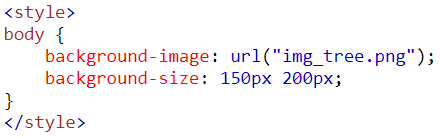 <style>
body {
    background-image: url("img_tree.png");
    background-size: 150px 200px;
}
</style>